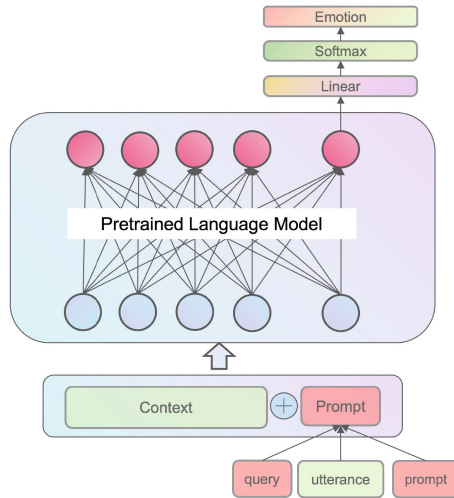 Emotion
Softmax
Linear
Pretrained Language Model
Context + Prompt
query utterance prompt